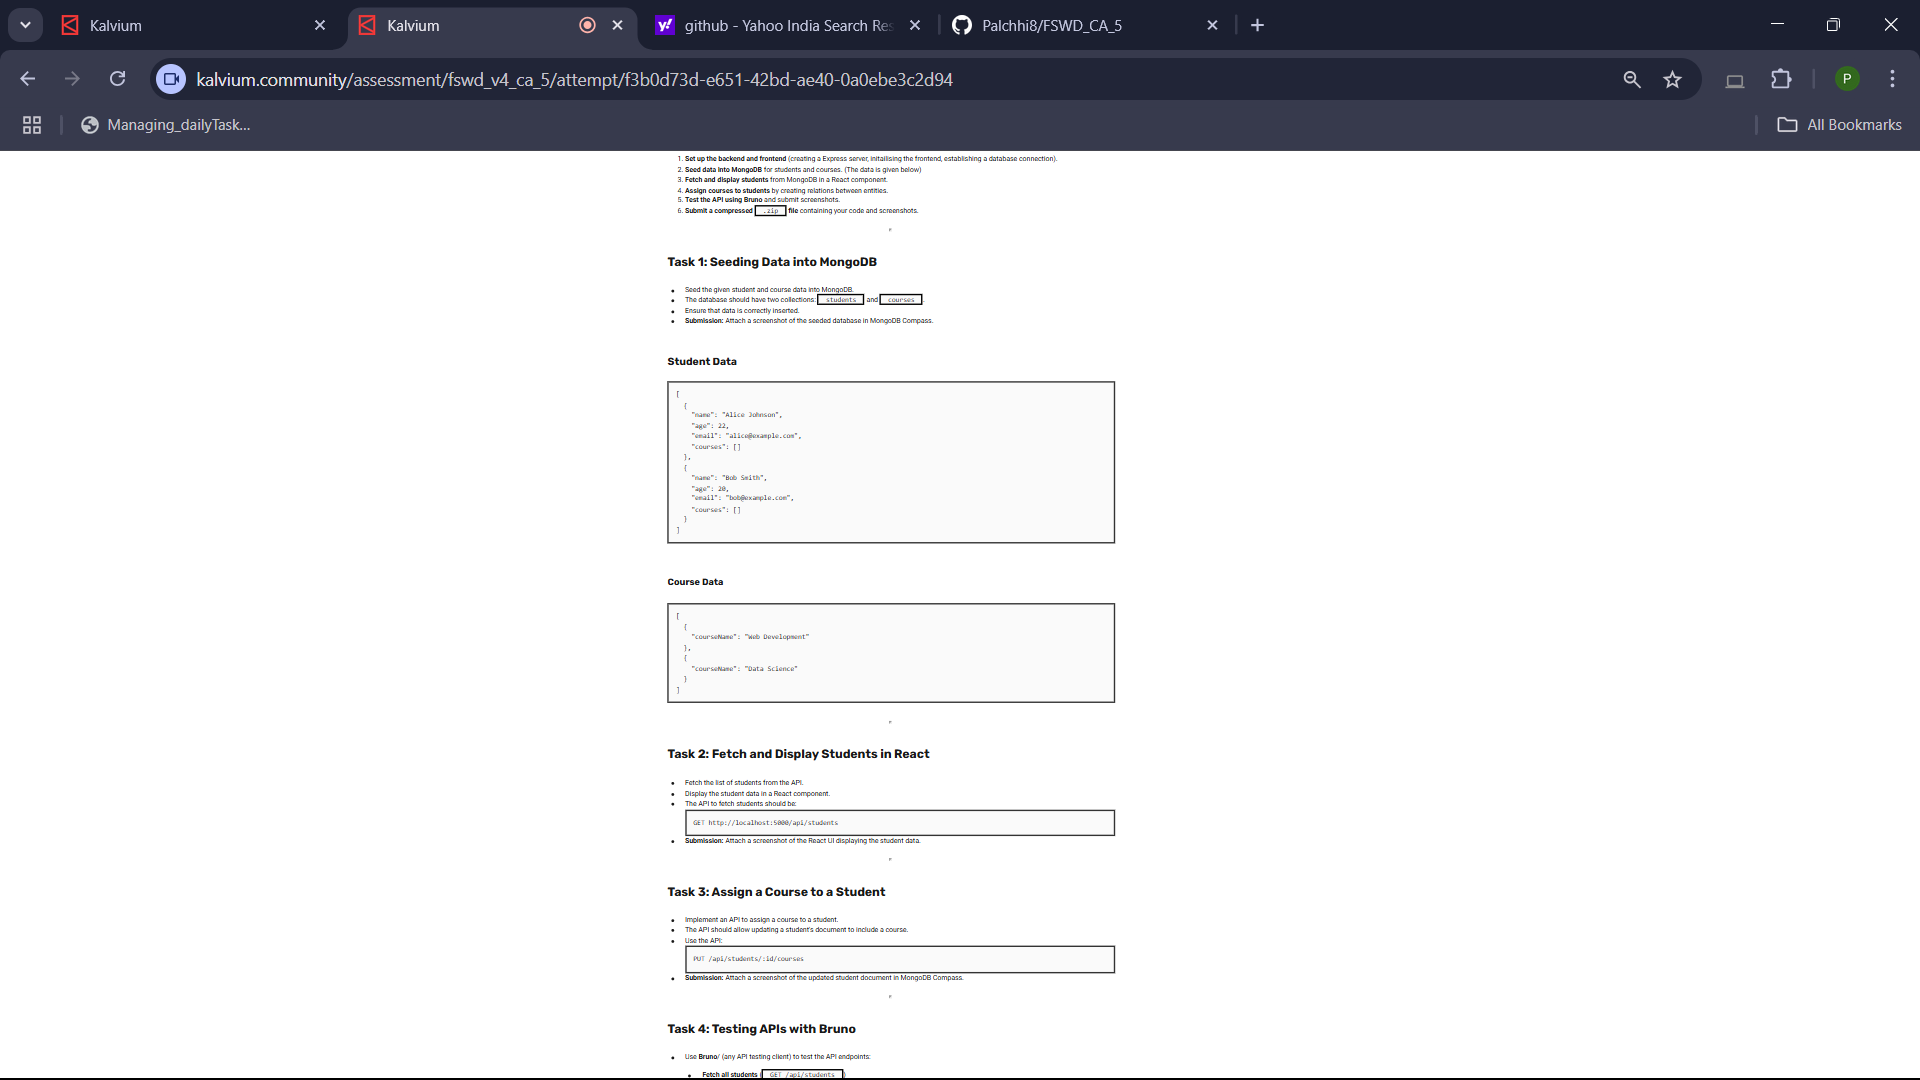 Kalvium
Kalvium
github - Yahoo India Search Res
Palchhi8/FSWD_CA_5
kalvium.community/assessment/fswd_v4_ca_5/attempt/f3b0d73d-e651-42bd-ae40-0a0ebe3c2d94
P
Managing_dailyTask...
All Bookmarks
1. Set up the backend and frontend (creating a Express server, initailising the frontend, establishing a database connection).
2. Seed data into MongoDB for students and courses. (The data is given below)
3. Fetch and display students from MongoDB in a React component.
4. Assign courses to students by creating relations between entities.
5. Test the API using Bruno and submit screenshots.
6. Submit a compressed .zip file containing your code and screenshots.
Task 1: Seeding Data into MongoDB
Seed the given student and course data into MongoDB.
The database should have two collections: students and courses.
Ensure that data is correctly inserted.
Submission: Attach a screenshot of the seeded database in MongoDB Compass.
Student Data
[
{
"name": "Alice Johnson",
"age": 22,
"email": "alice@example.com",
"courses": []
},
{
"name": "Bob Smith",
"age": 20,
"email": "bob@example.com",
"courses": []
}
]
Course Data
[
{
"courseName": "Web Development"
},
{
"courseName": "Data Science"
}
]
Task 2: Fetch and Display Students in React
Fetch the list of students from the API.
Display the student data in a React component.
The API to fetch students should be:
GET http://localhost:5000/api/students
Submission: Attach a screenshot of the React UI displaying the student data.
Task 3: Assign a Course to a Student
Implement an API to assign a course to a student.
The API should allow updating a student's document to include a course.
Use the API:
PUT /api/students/:id/courses
Submission: Attach a screenshot of the updated student document in MongoDB Compass.
Task 4: Testing APIs with Bruno
Use Bruno/ (any API testing client) to test the API endpoints:
Fetch all students ( GET /api/students )